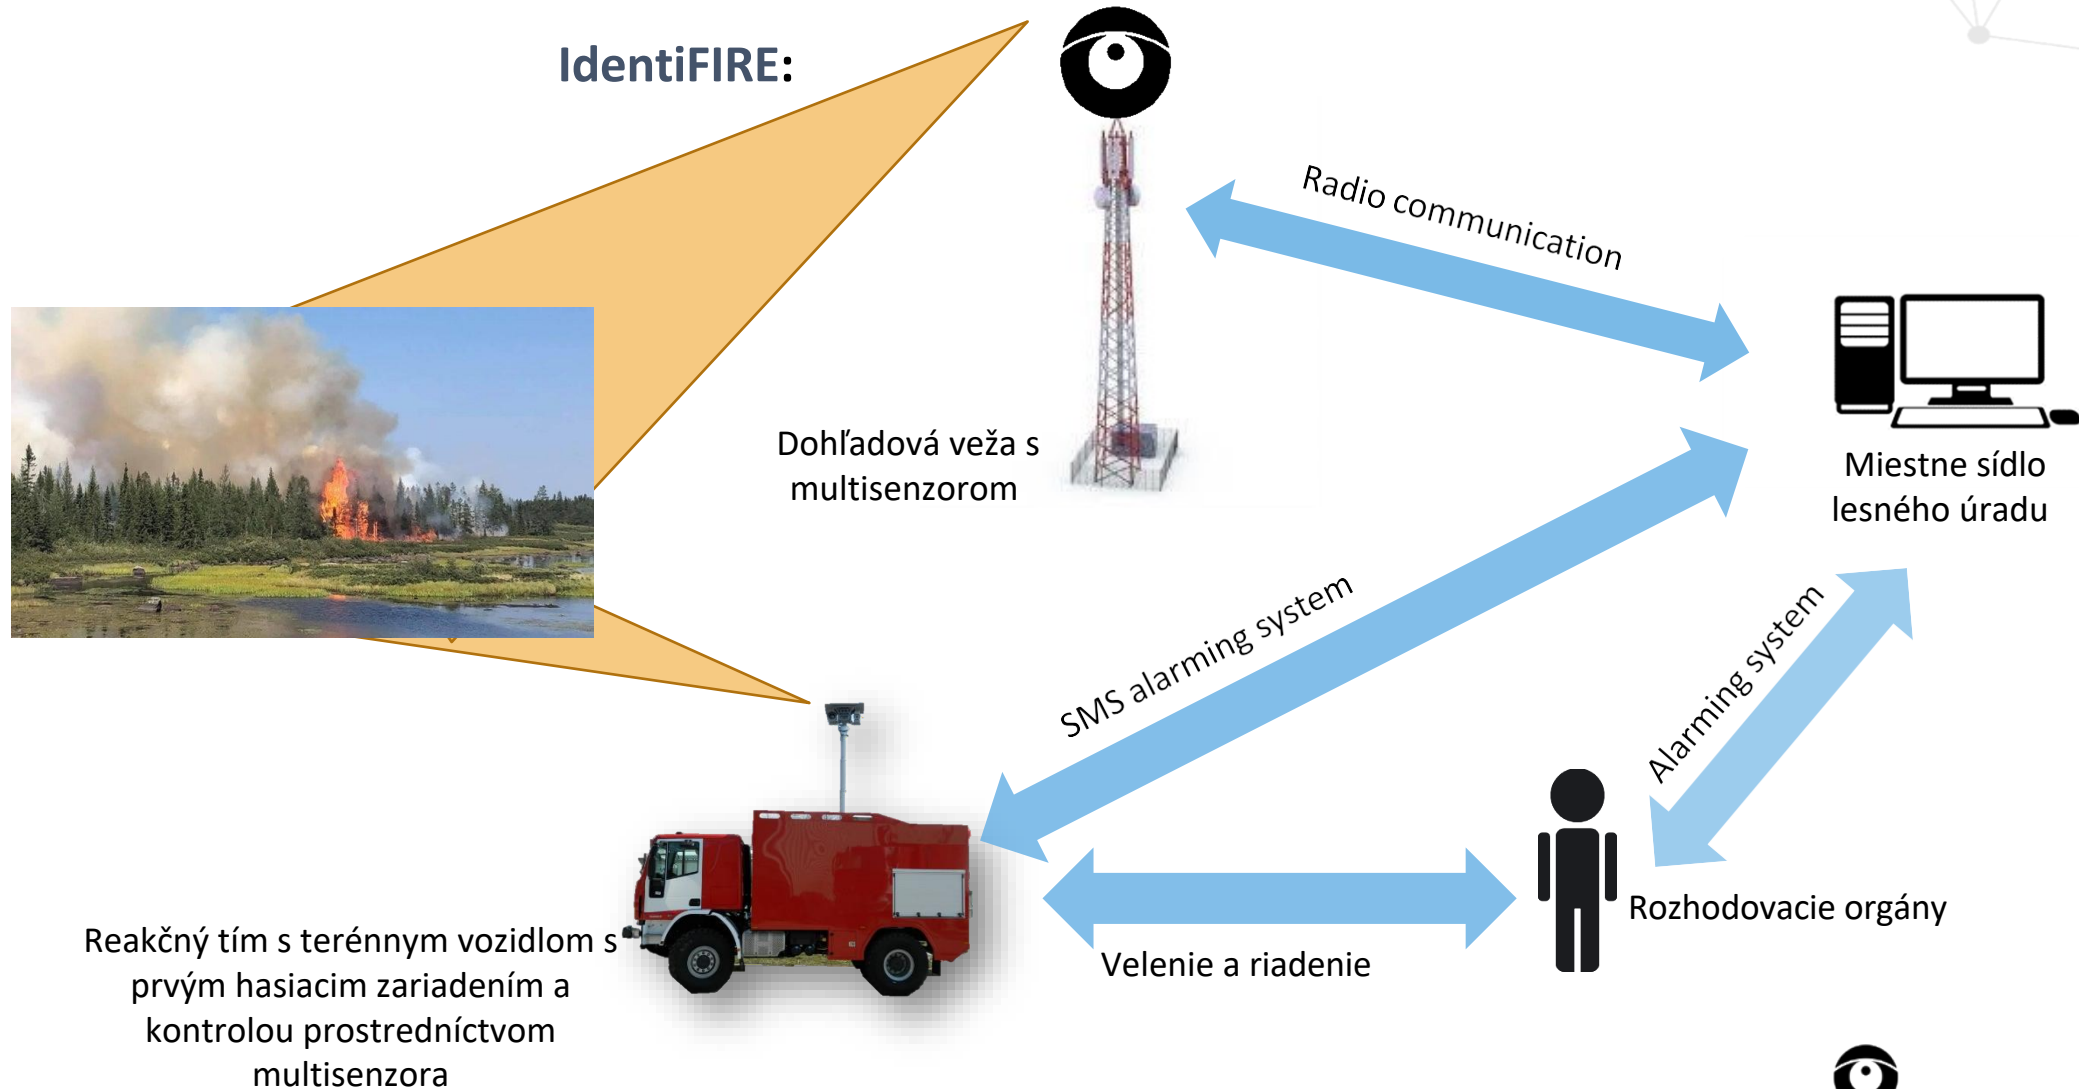 IdentiFIRE:
Radio communication
Dohľadová veža s
multisenzorom
Miestne sídlo
lesného úradu
SMS alarming system
Alarming system
Rozhodovacie orgány
Velenie a riadenie
Reakčný tím s terénnym vozidlom s
prvým hasiacim zariadením a
kontrolou prostredníctvom
multisenzora